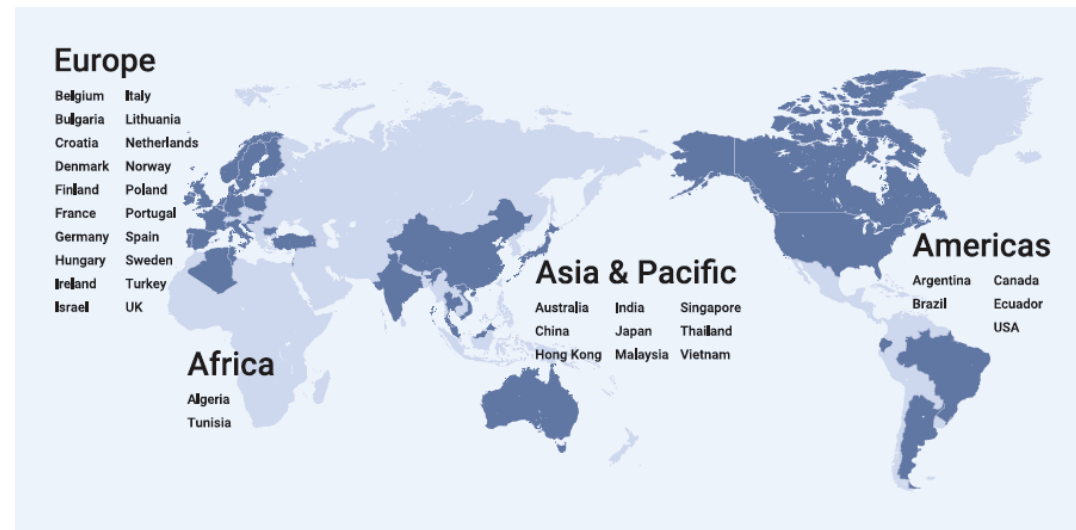 Europe
Belgium Italy
Bulgaria Lithuania
Croatia Netherlands
Denmark Norway
Finland Poland
France Portugal
Germany Spain
Hungary Sweden
Ireland Turkey
Israel UK
Africa
Algeria
Tunisia
Asia & Pacific
Australia India Singapore
China Japan Thailand
Hong Kong Malaysia Vietnam
Americas
Argentina Canada
Brazil Ecuador
USA